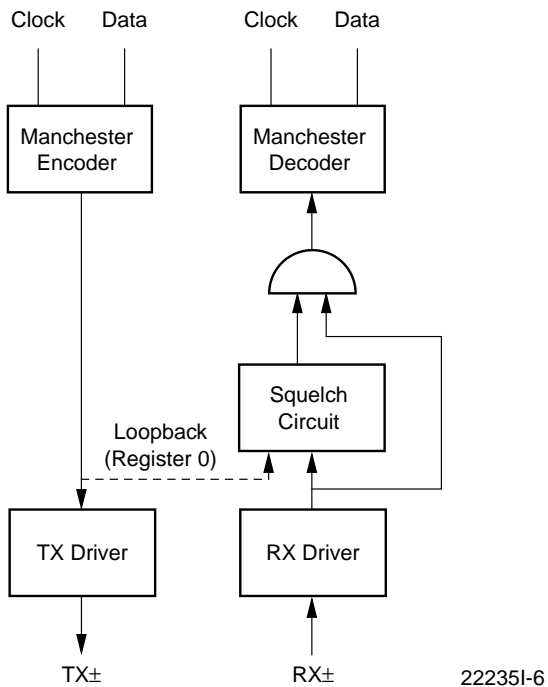 Clock Data Clock Data
Manchester
Encoder
Manchester
Decoder
Squelch
Circuit
Loopback
(Register 0)
TX Driver
RX Driver
TX±
RX±
22235I-6